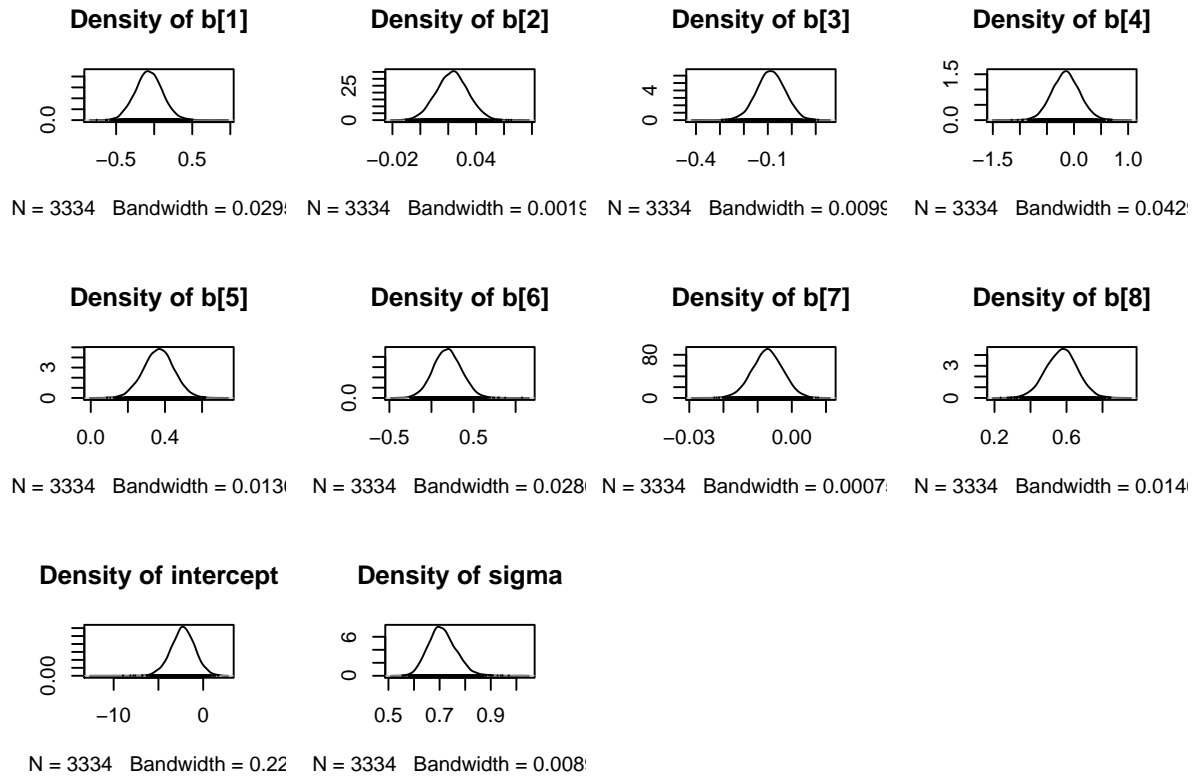 Density of b[1] Density of b[2] Density of b[3] Density of b[4]
0.0 0 25 0 4 0.0 1.5
−0.5 0.5 −0.02 0.04 −0.4 −0.1 −1.5 0.0 1.0
N = 3334 Bandwidth = 0.029 N = 3334 Bandwidth = 0.0019 N = 3334 Bandwidth = 0.0099 N = 3334 Bandwidth = 0.042
Density of b[5] Density of b[6] Density of b[7] Density of b[8]
0 3 0.0 0 80 0 3
0.0 0.4 −0.5 0.5 −0.03 0.00 0.2 0.6
N = 3334 Bandwidth = 0.013 N = 3334 Bandwidth = 0.028 N = 3334 Bandwidth = 0.0007 N = 3334 Bandwidth = 0.014
Density of intercept Density of sigma
0.00 0 6
−10 0 0.5 0.7 0.9
N = 3334 Bandwidth = 0.22 N = 3334 Bandwidth = 0.008